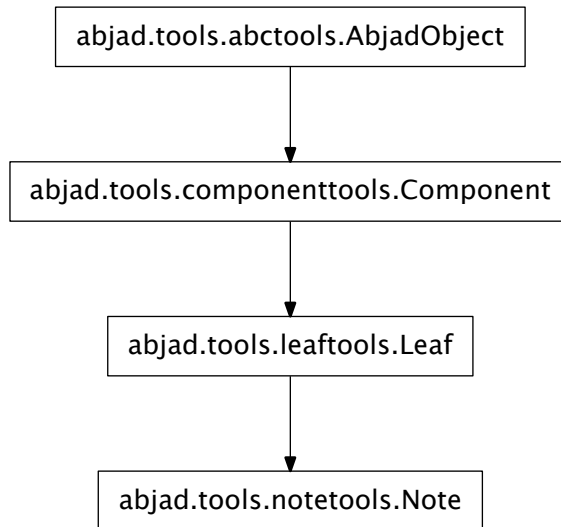 abjad.tools.abctools.AbjadObject
abjad.tools.componenttools.Component
abjad.tools.leaftools.Leaf
abjad.tools.notetools.Note